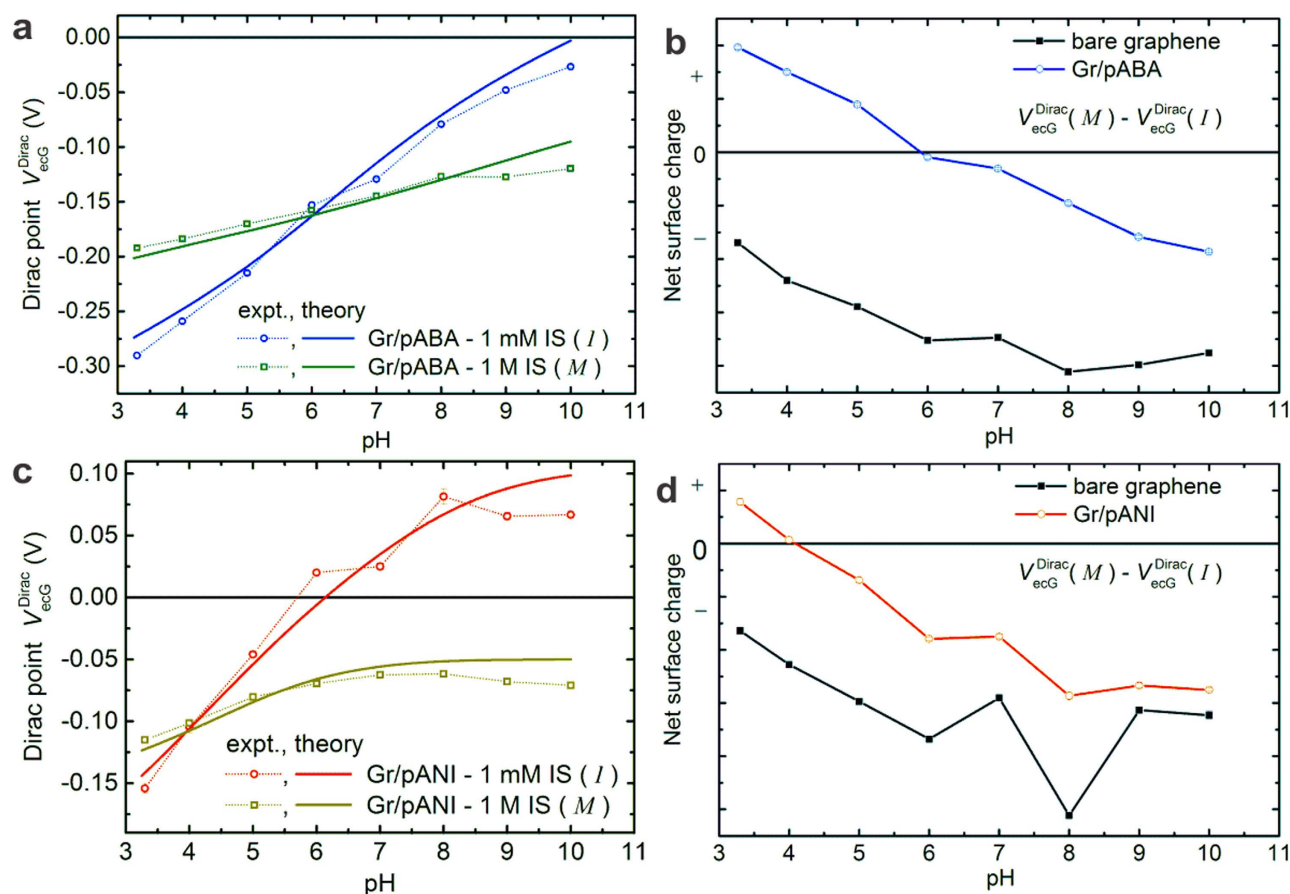 a
0.00
-0.05
-0.10
-0.15
-0.20
-0.25
-0.30
Dirac point V_ecG^Dirac (V)
expt., theory
, Gr/pABA - 1 mM IS (I)
, Gr/pABA - 1 M IS (M)
3 4 5 6 7 8 9 10 11
pH
b
bare graphene
Gr/pABA
V_ecG^Dirac(M) - V_ecG^Dirac(I)
+
0
−
Net surface charge
3 4 5 6 7 8 9 10 11
pH
c
0.10
0.05
0.00
-0.05
-0.10
-0.15
Dirac point V_ecG^Dirac (V)
expt., theory
, Gr/pANI - 1 mM IS (I)
, Gr/pANI - 1 M IS (M)
3 4 5 6 7 8 9 10 11
pH
d
bare graphene
Gr/pANI
V_ecG^Dirac(M) - V_ecG^Dirac(I)
+
0
−
Net surface charge
3 4 5 6 7 8 9 10 11
pH